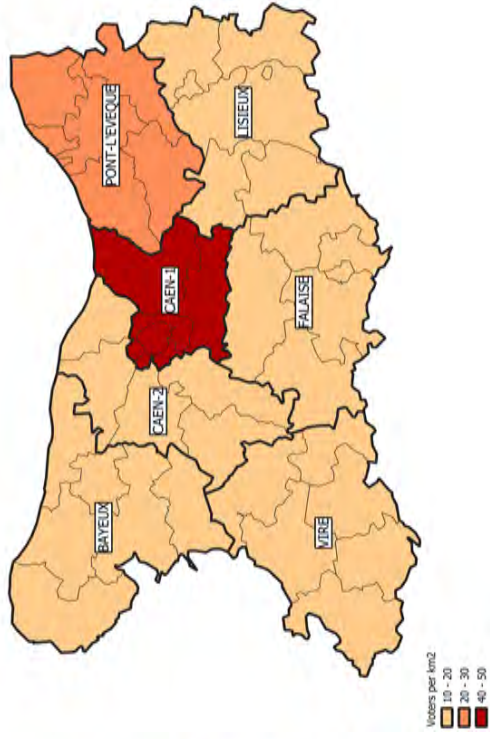 PONT-L'EVEQUE
LISIEUX
CAEN-1
FALAISE
CAEN-2
BAYEUX
VIRE
Voters per km2
10 - 20
20 - 30
40 - 50